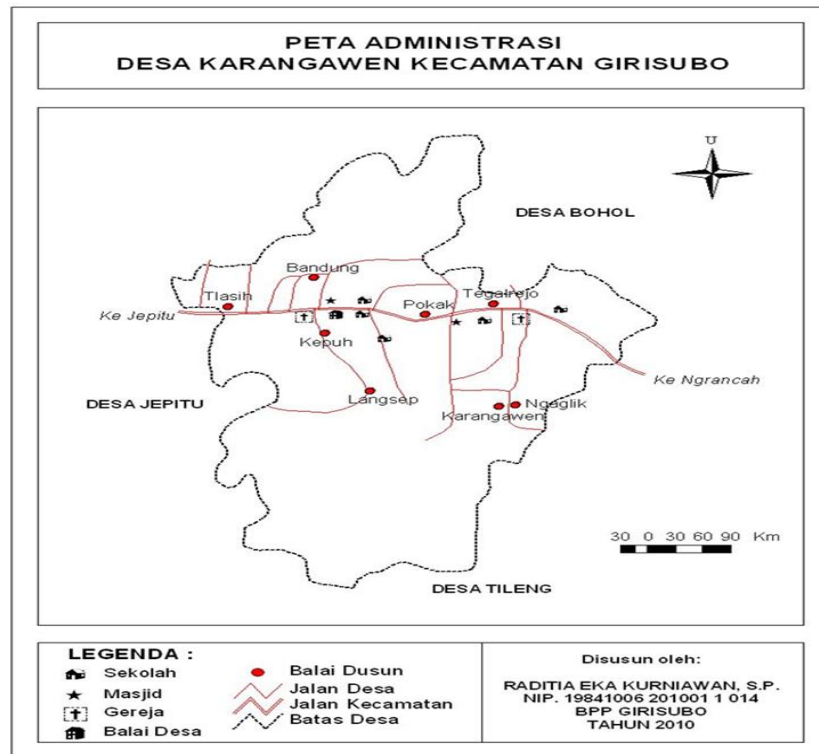 PETA ADMINISTRASI
DESA KARANGAWEN KECAMATAN GIRISUBO
U
DESA BOHOL
Bandung
Tlasih
Tegalrejo
Pokak
Ke Jepitu
Kepuh
Ke Ngrancah
DESA JEPITU
Langsep
Ngaglik
Karangawen
30 0 30 60 90 Km
DESA TILENG
LEGENDA :
Sekolah
Masjid
Gereja
Balai Desa
Balai Dusun
Jalan Desa
Jalan Kecamatan
Batas Desa
Disusun oleh:
RADITIA EKA KURNIAWAN, S.P.
NIP. 19841006 201001 1 014
BPP GIRISUBO
TAHUN 2010